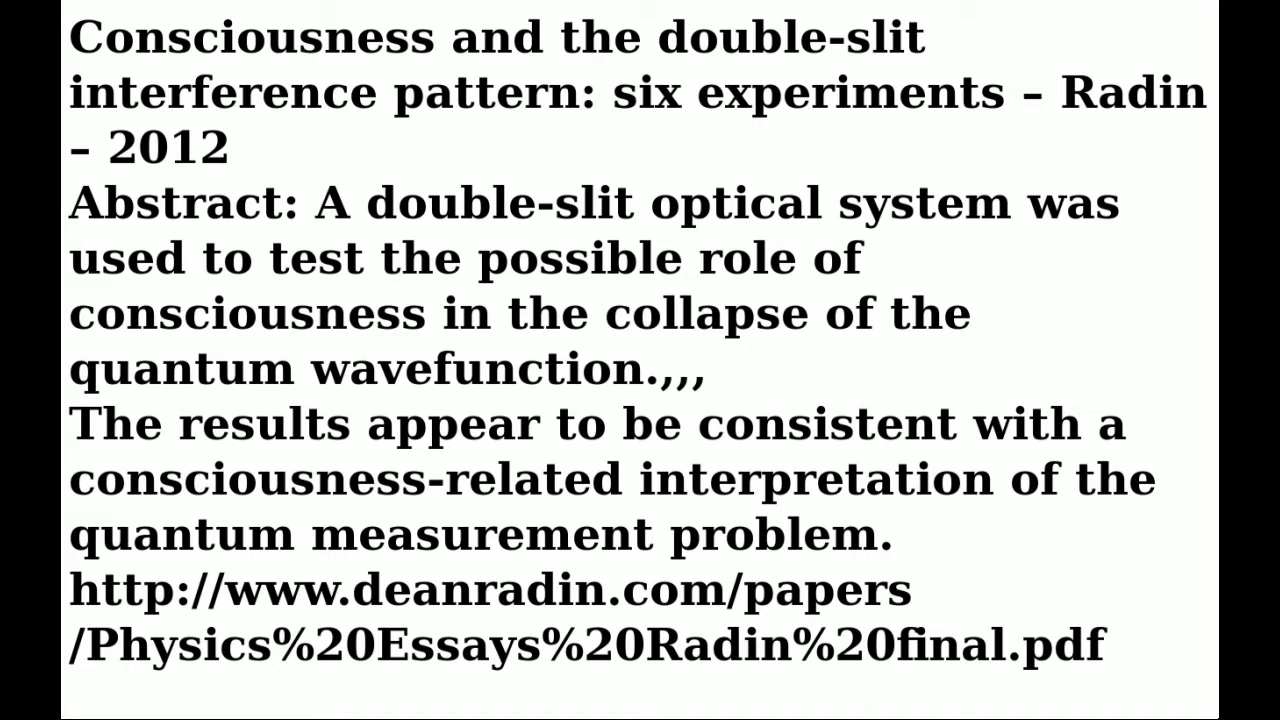 Consciousness and the double-slit
interference pattern: six experiments – Radin
– 2012
Abstract: A double-slit optical system was
used to test the possible role of
consciousness in the collapse of the
quantum wavefunction.,,,
The results appear to be consistent with a
consciousness-related interpretation of the
quantum measurement problem.
http://www.deanradin.com/papers
/Physics%20Essays%20Radin%20final.pdf